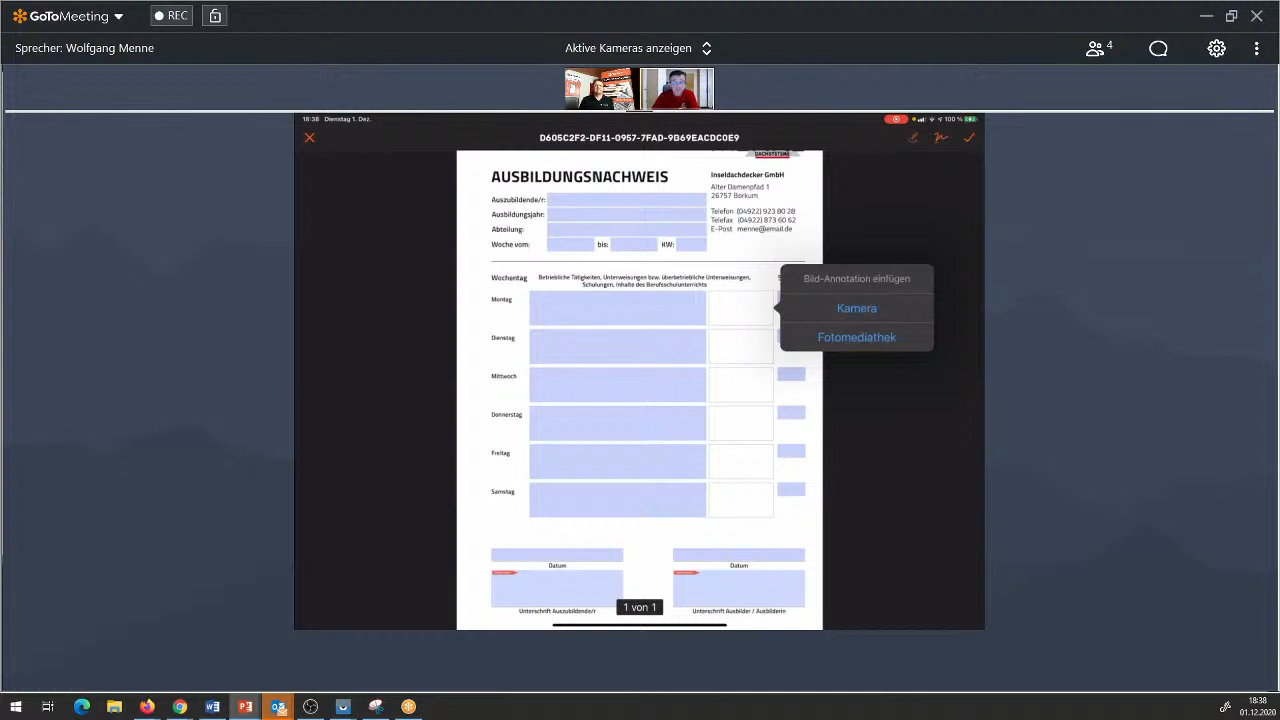 GoToMeeting
REC
Sprecher: Wolfgang Menne
Aktive Kameras anzeigen
4
18:38 Dienstag 1. Dez.
100 %
D605C2F2-DF11-0957-7FAD-9B69EACDC0E9
DACHSYSTEME
AUSBILDUNGSNACHWEIS
Inseldachdecker GmbH
Alter Damenpfad 1
26757 Borkum
Telefon (04922) 923 80 28
Telefax (04922) 873 60 62
E-Post menne@email.de
Auszubildende/r:
Ausbildungsjahr:
Abteilung:
Woche vom: bis: KW:
Wochentag
Betriebliche Tätigkeiten, Unterweisungen bzw. überbetriebliche Unterweisungen,
Schulungen, Inhalte des Berufsschulunterrichts
Montag
Dienstag
Mittwoch
Donnerstag
Freitag
Samstag
Bild-Annotation einfügen
Kamera
Fotomediathek
Datum
Datum
Unterschrift Auszubildende/r
Unterschrift Ausbilder / Ausbilderin
1 von 1
18:38
01.12.2020